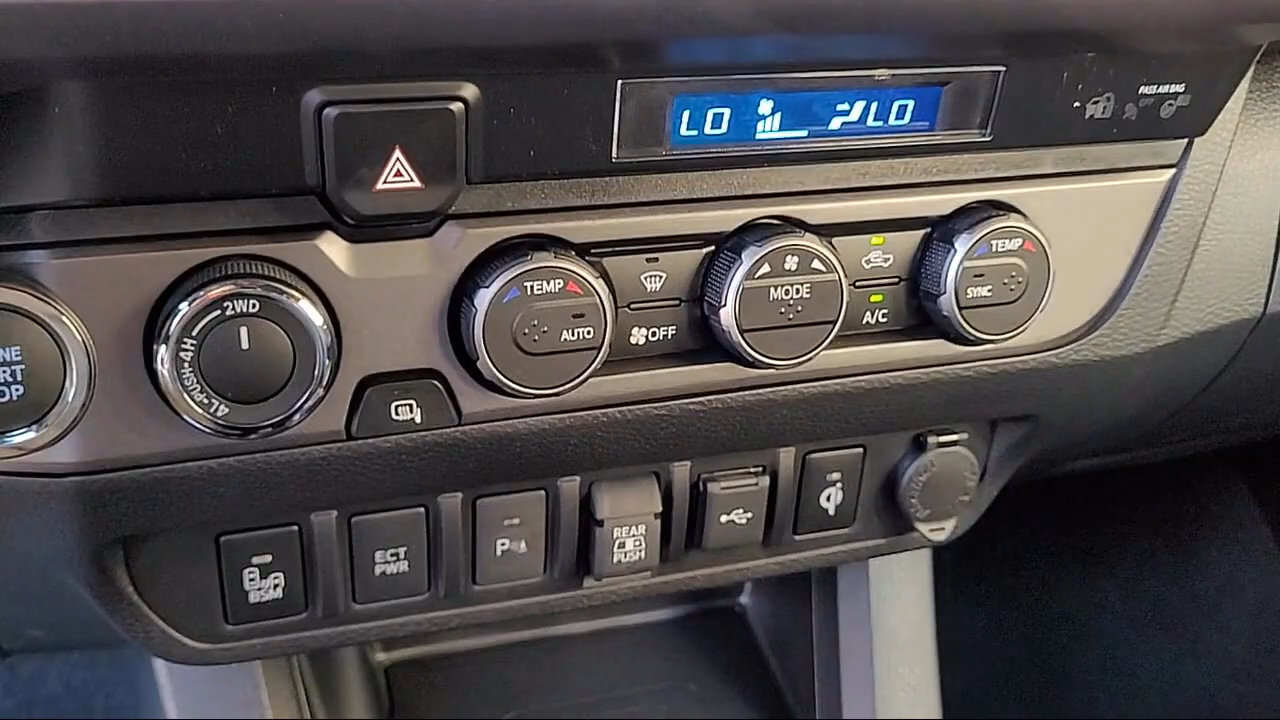 LO LO
PASS AIR BAG
OFF
2WD
4L-PUSH-4H
TEMP
AUTO
OFF
MODE
A/C
TEMP
SYNC
BSM
ECT
PWR
P
REAR
PUSH